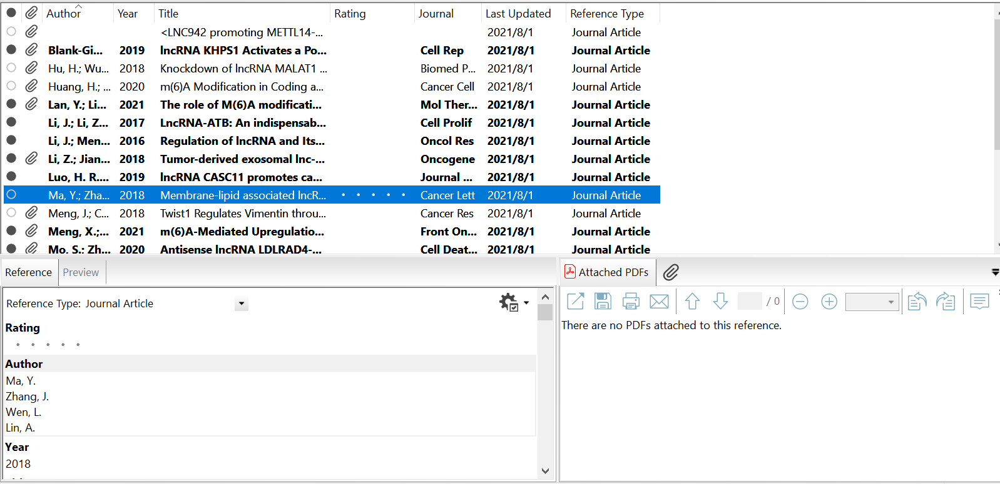 Author Year Title Rating Journal Last Updated Reference Type
<LNC942 promoting METTL14-... 2021/8/1 Journal Article
Blank-Gi... 2019 lncRNA KHPS1 Activates a Po... Cell Rep 2021/8/1 Journal Article
Hu, H.; Wu... 2018 Knockdown of lncRNA MALAT1 ... Biomed P... 2021/8/1 Journal Article
Huang, H.; ... 2020 m(6)A Modification in Coding a... Cancer Cell 2021/8/1 Journal Article
Lan, Y.; Li... 2021 The role of M(6)A modificati... Mol Ther... 2021/8/1 Journal Article
Li, J.; Li, Z... 2017 LncRNA-ATB: An indispensab... Cell Prolif 2021/8/1 Journal Article
Li, J.; Men... 2016 Regulation of lncRNA and Its... Oncol Res 2021/8/1 Journal Article
Li, Z.; Jian... 2018 Tumor-derived exosomal lnc-... Oncogene 2021/8/1 Journal Article
Luo, H. R.... 2019 lncRNA CASC11 promotes ca... Journal ... 2021/8/1 Journal Article
Ma, Y.; Zha... 2018 Membrane-lipid associated lncR... Cancer Lett 2021/8/1 Journal Article
Meng, J.; C... 2018 Twist1 Regulates Vimentin throu... Cancer Res 2021/8/1 Journal Article
Meng, X.;... 2021 m(6)A-Mediated Upregulatio... Front On... 2021/8/1 Journal Article
Mo, S.; Zh... 2020 Antisense lncRNA LDLRAD4-... Cell Deat... 2021/8/1 Journal Article
Reference Preview
Attached PDFs
Reference Type: Journal Article
/ 0
There are no PDFs attached to this reference.
Rating
Author
Ma, Y.
Zhang, J.
Wen, L.
Lin, A.
Year
2018